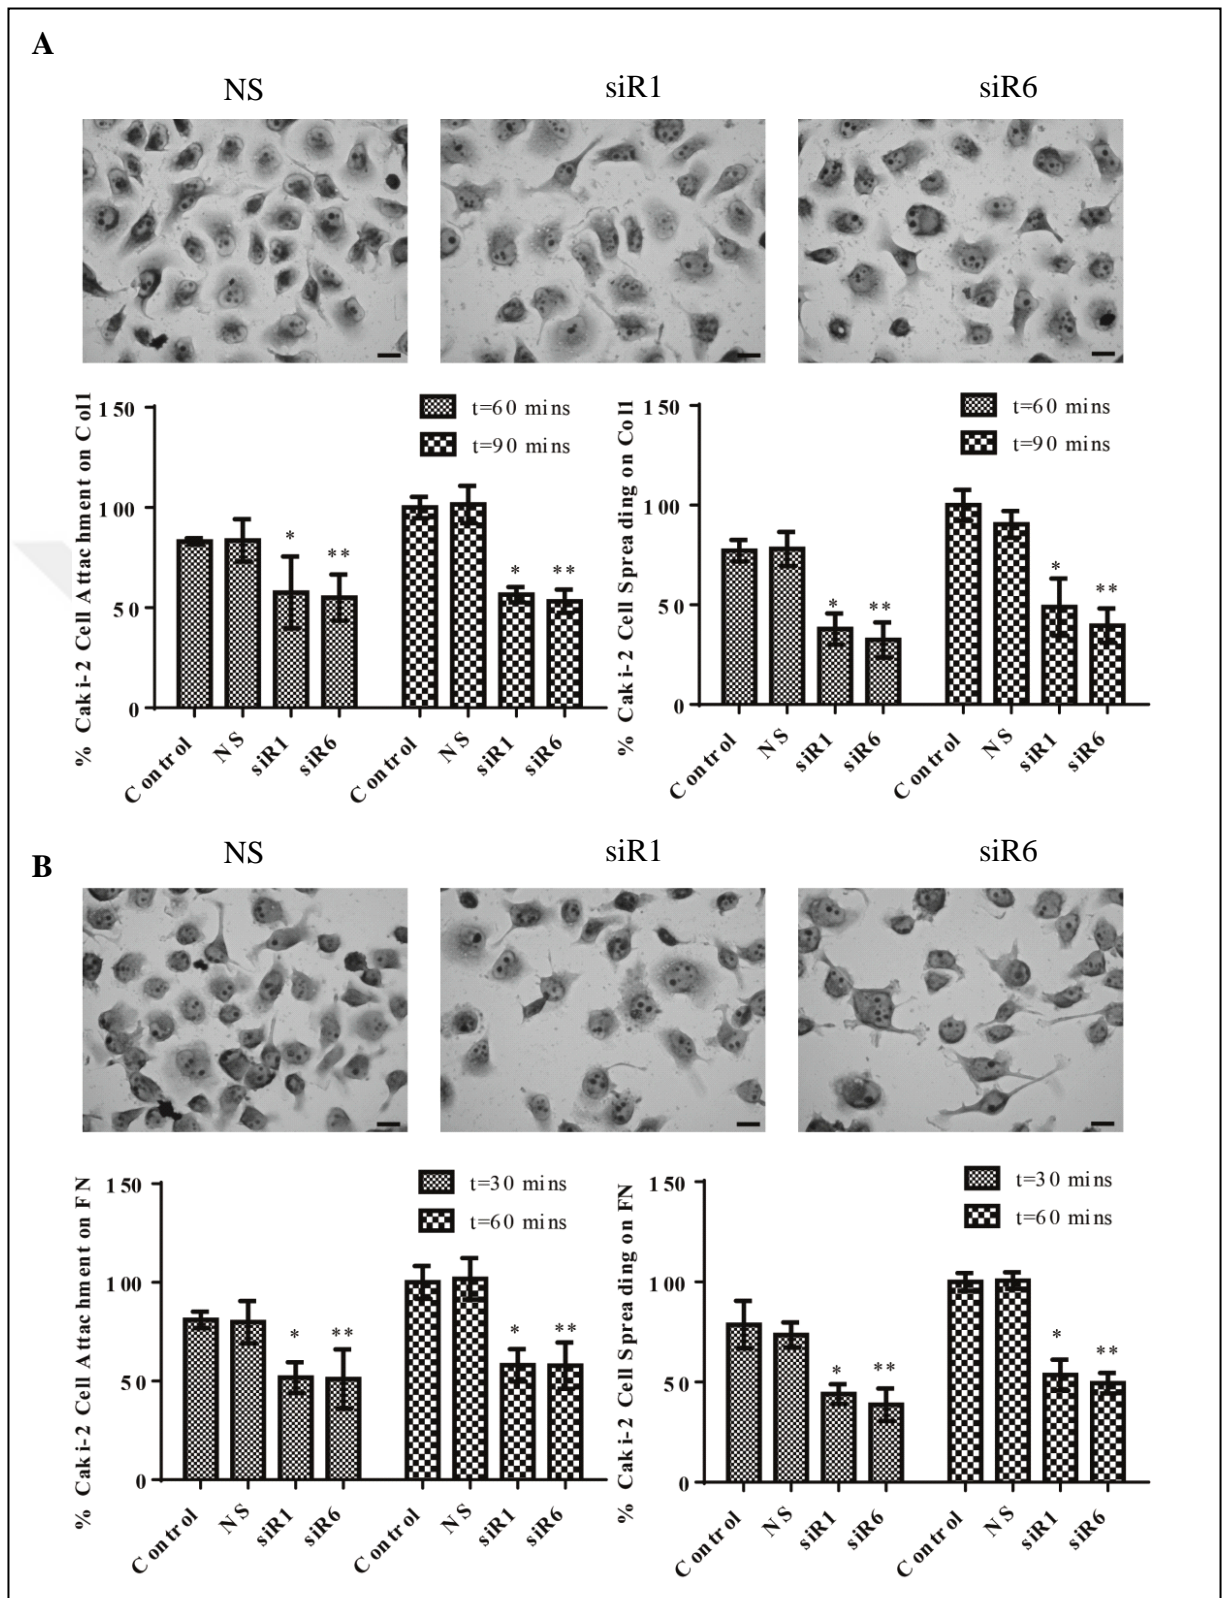 A
NS siR1 siR6
% Caki-2 Cell Attachment on Col1
150
100
50
0
t=60 mins
t=90 mins
* ** * **
Control NS siR1 siR6 Control NS siR1 siR6
% Caki-2 Cell Spreading on Col1
150
100
50
0
t=60 mins
t=90 mins
* ** * **
Control NS siR1 siR6 Control NS siR1 siR6
B
NS siR1 siR6
% Caki-2 Cell Attachment on FN
150
100
50
0
t=30 mins
t=60 mins
* ** * **
Control NS siR1 siR6 Control NS siR1 siR6
% Caki-2 Cell Spreading on FN
150
100
50
0
t=30 mins
t=60 mins
* ** * **
Control NS siR1 siR6 Control NS siR1 siR6